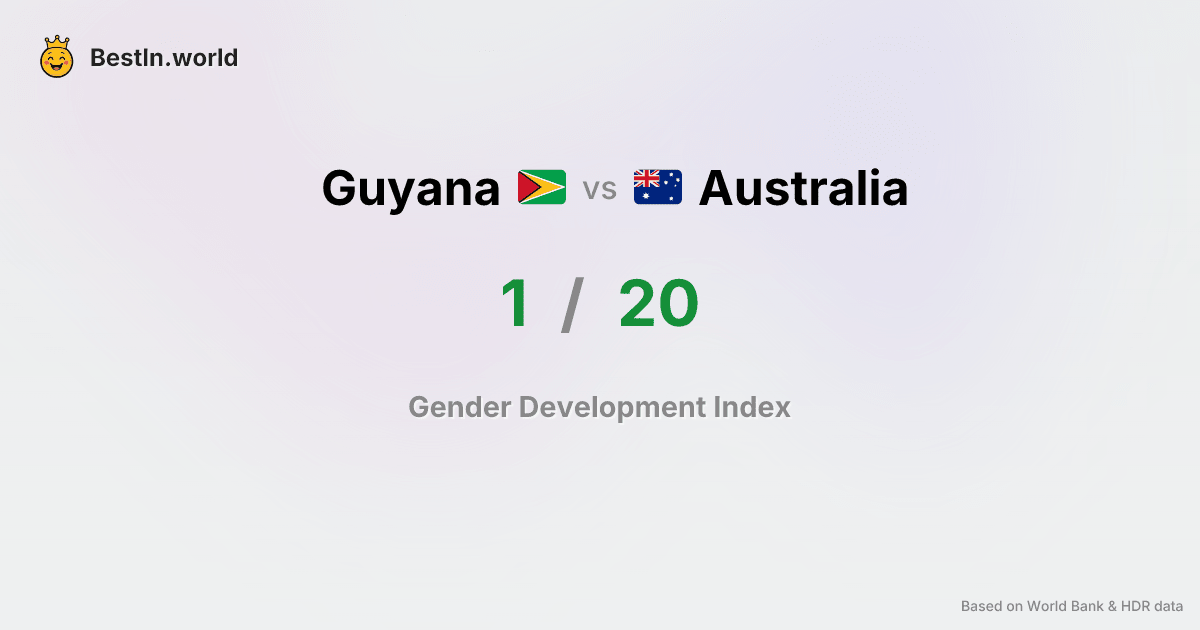 BestIn.world
Guyana vs Australia
1 / 20
Gender Development Index
Based on World Bank & HDR data